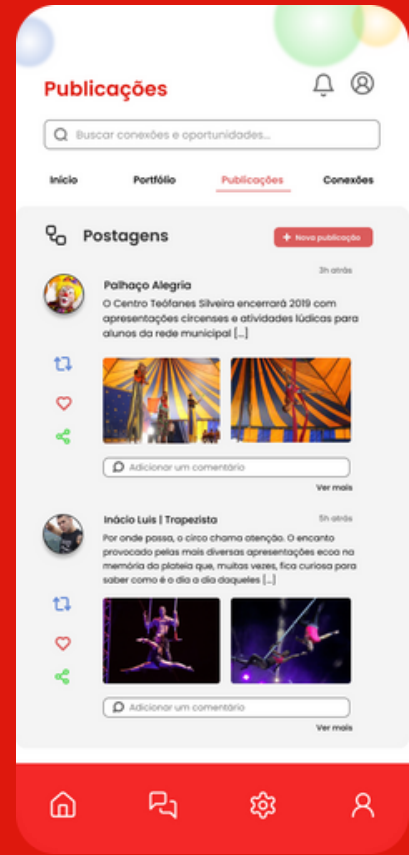 Publicações
Buscar conexões e oportunidades...
Início Portfólio Publicações Conexões
Postagens
+ Nova publicação
3h atrás
Palhaço Alegria
O Centro Teófanes Silveira encerrará 2019 com
apresentações circenses e atividades lúdicas para
alunos da rede municipal [...]
Adicionar um comentário
Ver mais
Inácio Luis | Trapezista
5h atrás
Por onde passa, o circo chama atenção. O encanto
provocado pelas mais diversas apresentações ecoa na
memória da plateia que, muitas vezes, fica curiosa para
saber como é o dia a dia daqueles [...]
Adicionar um comentário
Ver mais